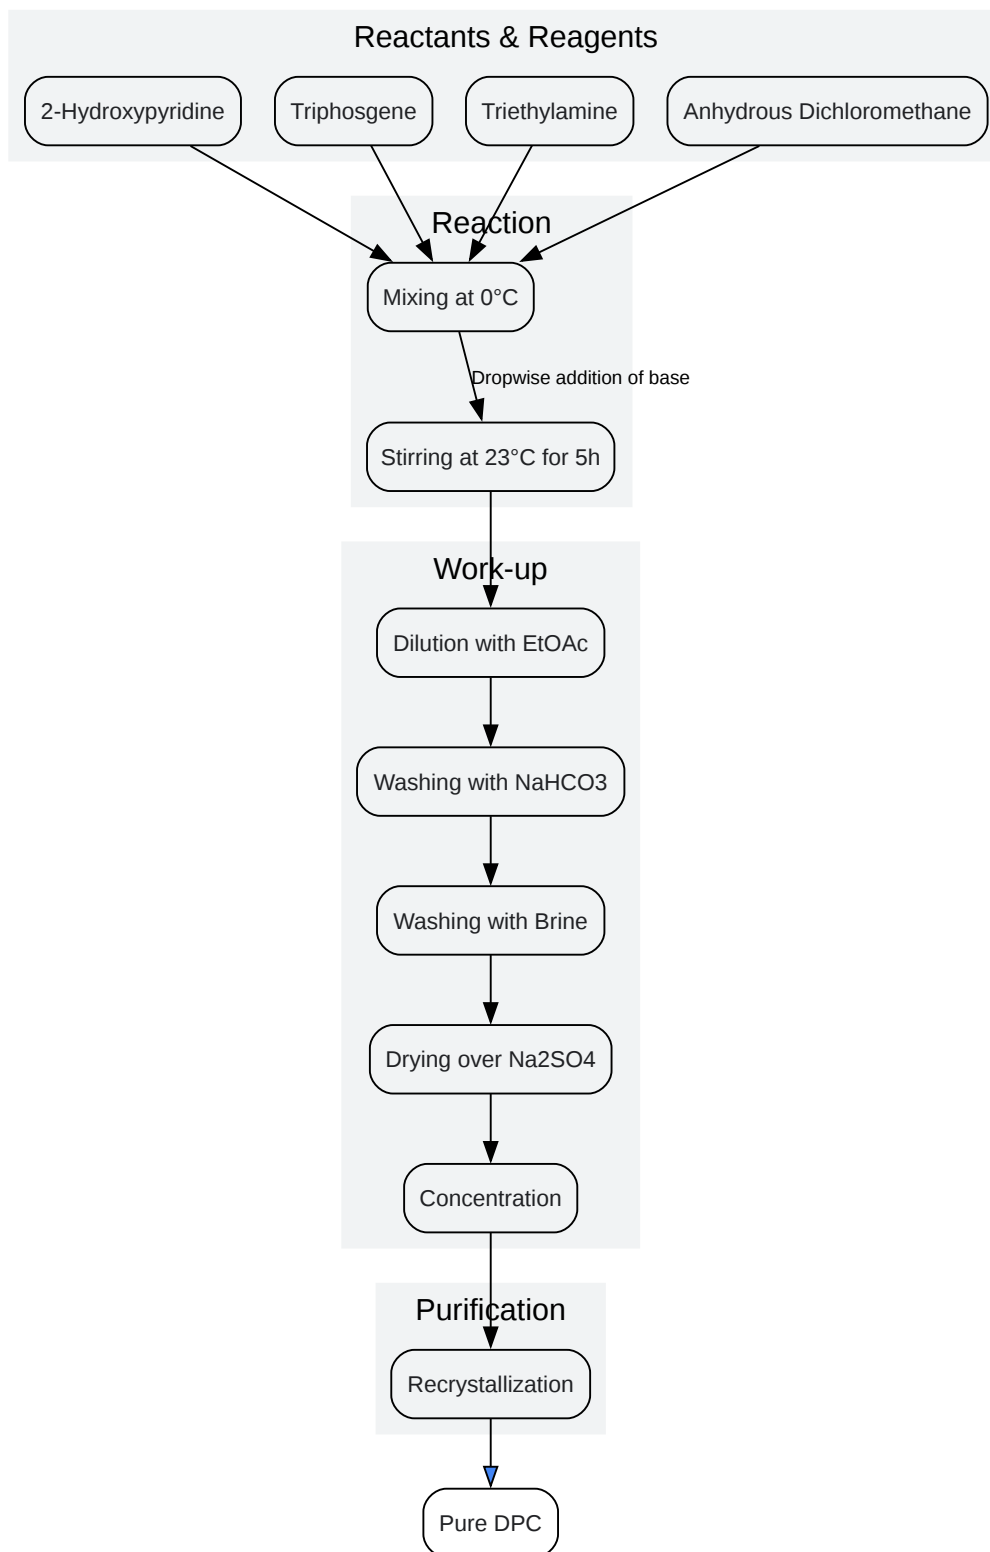 Reactants & Reagents
2-Hydroxypyridine
Triphosgene
Triethylamine
Anhydrous Dichloromethane
Reaction
Mixing at 0°C
Dropwise addition of base
Stirring at 23°C for 5h
Work-up
Dilution with EtOAc
Washing with NaHCO3
Washing with Brine
Drying over Na2SO4
Concentration
Purification
Recrystallization
Pure DPC